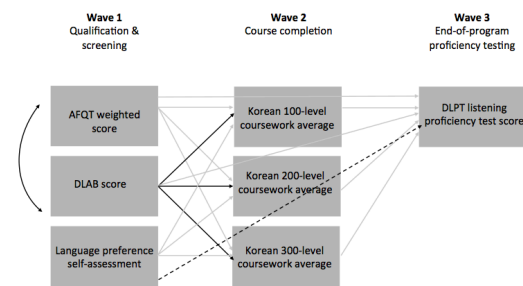 Wave 1
Qualification &
screening
Wave 2
Course completion
Wave 3
End-of-program
proficiency testing
AFQT weighted
score
DLAB score
Language preference
self-assessment
Korean 100-level
coursework average
Korean 200-level
coursework average
Korean 300-level
coursework average
DLPT listening
proficiency test score